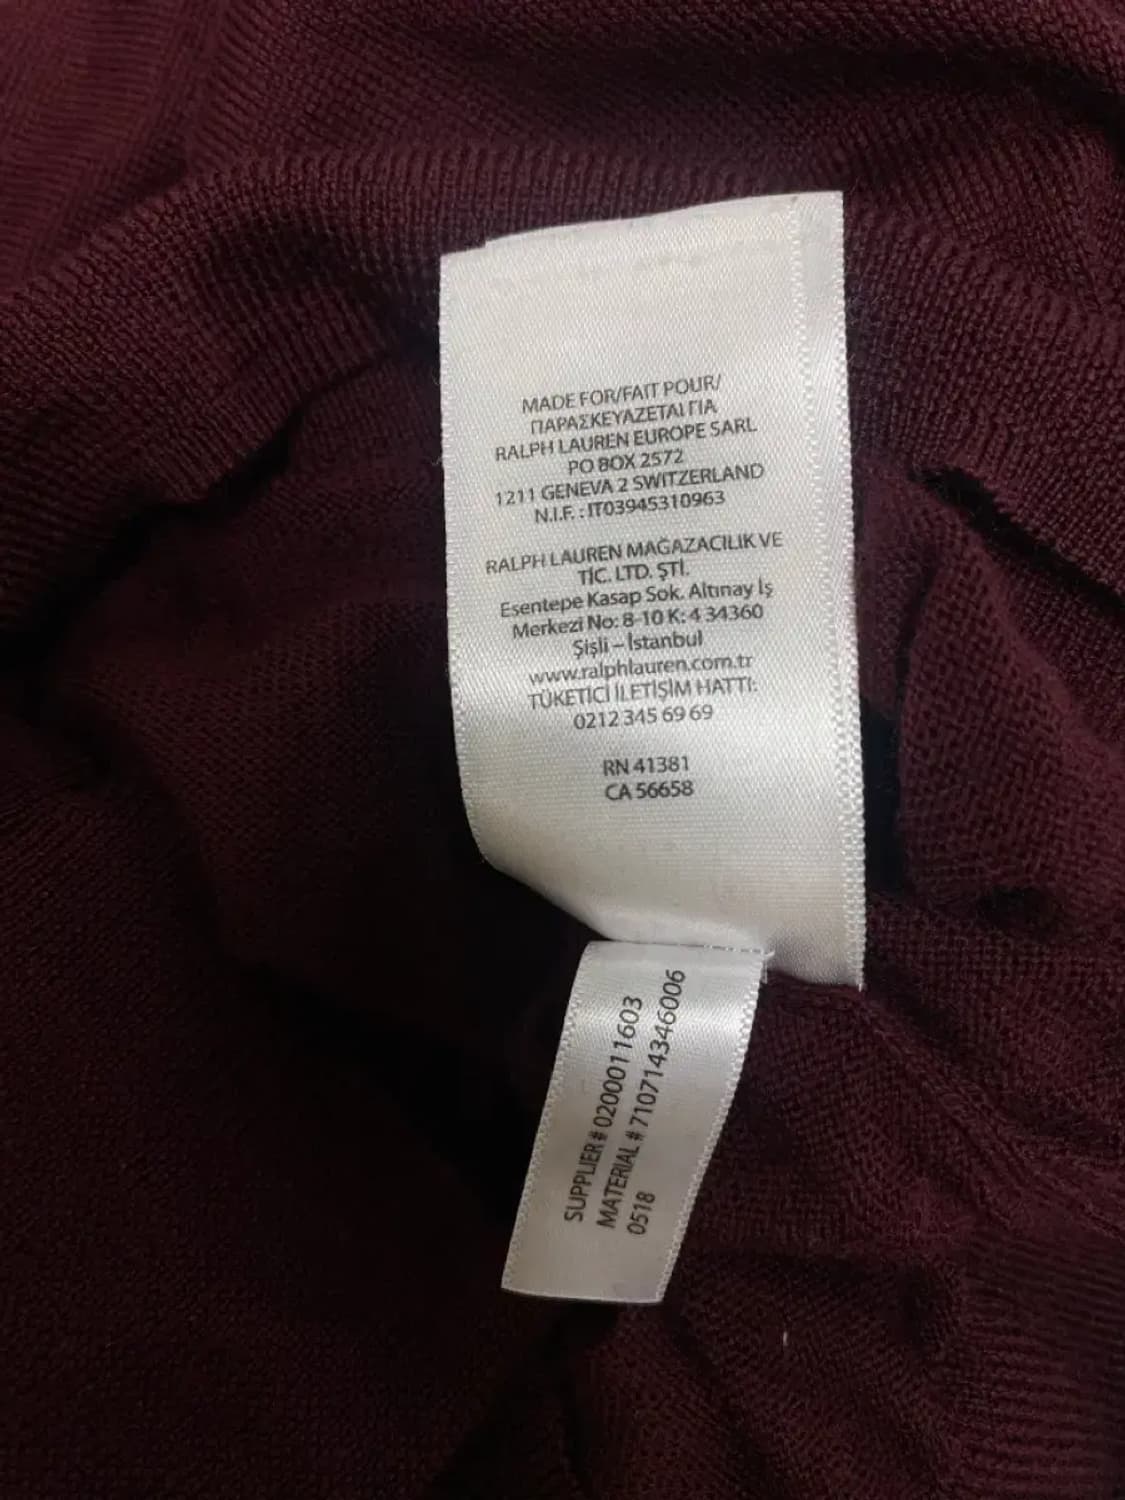 MADE FOR/FAIT POUR/
ΠΑΡΑΣΚΕΥΑΖΕΤΑΙ ΓΙΑ
RALPH LAUREN EUROPE SARL
PO BOX 2572
1211 GENEVA 2 SWITZERLAND
N.I.F. : IT03945310963
RALPH LAUREN MAĞAZACILIK VE
TİC. LTD. ŞTİ.
Esentepe Kasap Sok. Altınay İş
Merkezi No: 8-10 K: 4 34360
Şişli – İstanbul
www.ralphlauren.com.tr
TÜKETİCİ İLETİŞİM HATTI:
0212 345 69 69
RN 41381
CA 56658
SUPPLIER # 0200011603
MATERIAL # 710714346006
0518